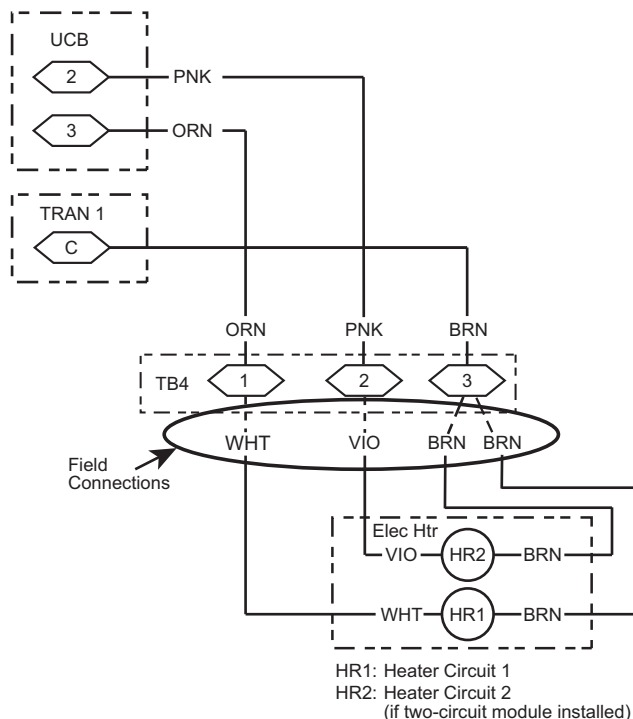 UCB
2 PNK
3 ORN
TRAN 1
C
ORN PNK BRN
TB4 1 2 3
WHT VIO BRN BRN
Field
Connections
Elec Htr
VIO HR2 BRN
WHT HR1 BRN
HR1: Heater Circuit 1
HR2: Heater Circuit 2
(if two-circuit module installed)